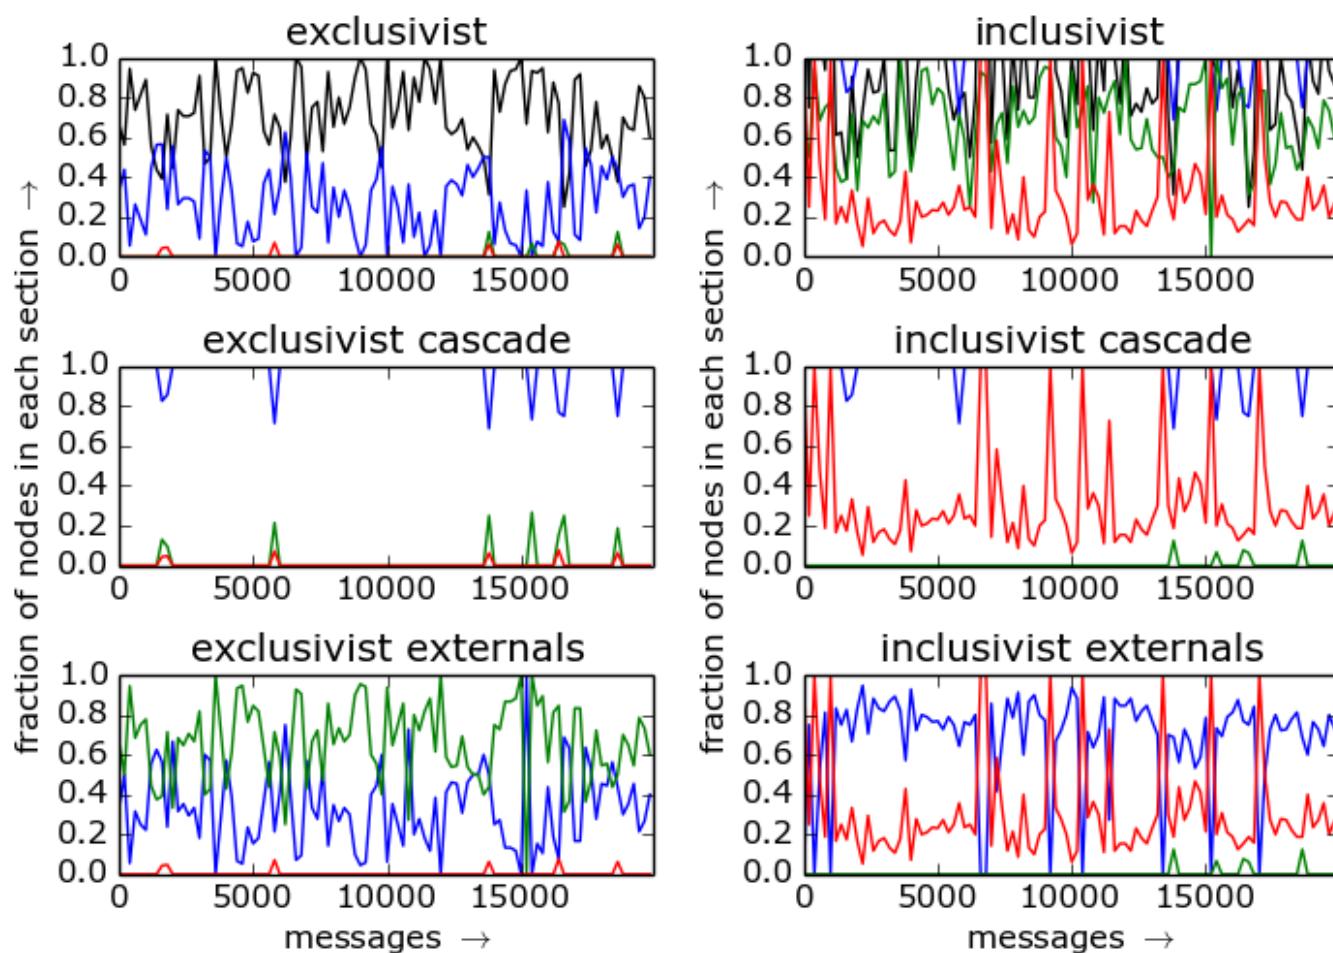 exclusivist
1.0
0.8
0.6
0.4
0.2
0.0
0 5000 10000 15000
inclusivist
1.0
0.8
0.6
0.4
0.2
0.0
0 5000 10000 15000
exclusivist cascade
1.0
0.8
0.6
0.4
0.2
0.0
0 5000 10000 15000
inclusivist cascade
1.0
0.8
0.6
0.4
0.2
0.0
0 5000 10000 15000
exclusivist externals
1.0
0.8
0.6
0.4
0.2
0.0
0 5000 10000 15000
inclusivist externals
1.0
0.8
0.6
0.4
0.2
0.0
0 5000 10000 15000
fraction of nodes in each section →
fraction of nodes in each section →
messages →
messages →